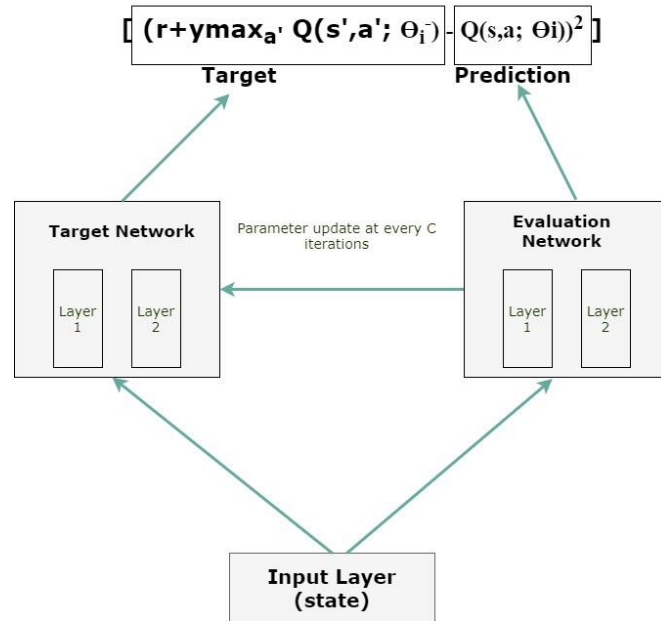 [ (r+ymaxₐ' Q(s',a'; Θᵢ⁻) - Q(s,a; Θi))² ]
Target
Prediction
Target Network
Parameter update at every C
iterations
Evaluation
Network
Layer
1
Layer
2
Layer
1
Layer
2
Input Layer
(state)